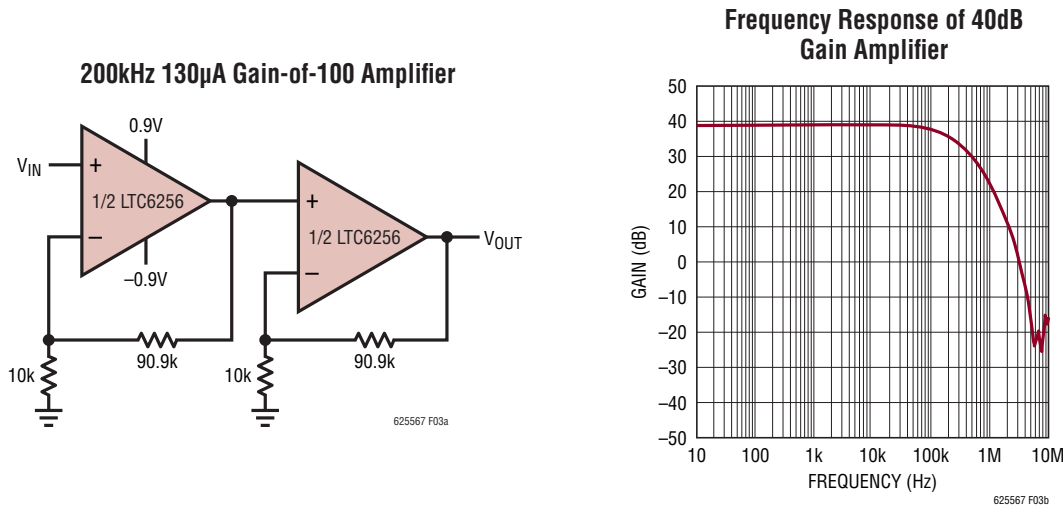 200kHz 130µA Gain-of-100 Amplifier
0.9V
VIN
+
1/2 LTC6256
–
–0.9V
90.9k
10k
+
1/2 LTC6256
–
VOUT
90.9k
10k
625567 F03a
Frequency Response of 40dB
Gain Amplifier
GAIN (dB)
50
40
30
20
10
0
–10
–20
–30
–40
–50
10 100 1k 10k 100k 1M 10M
FREQUENCY (Hz)
625567 F03b